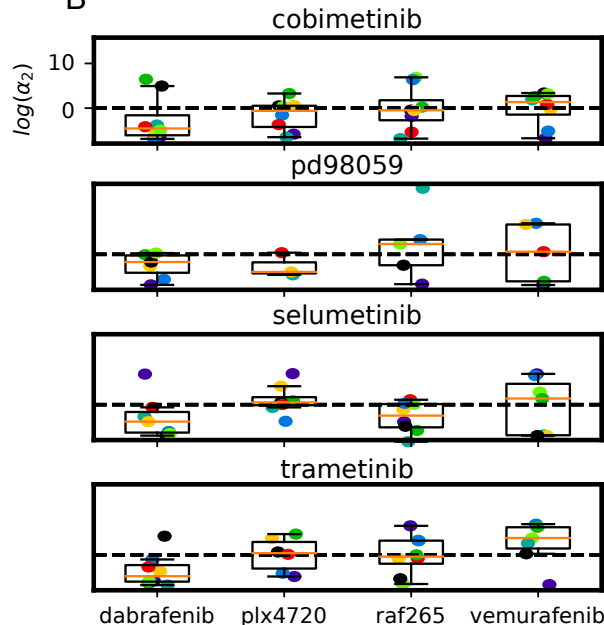 B
cobimetinib
10
log(α₂)
0
pd98059
selumetinib
trametinib
dabrafenib plx4720 raf265 vemurafenib